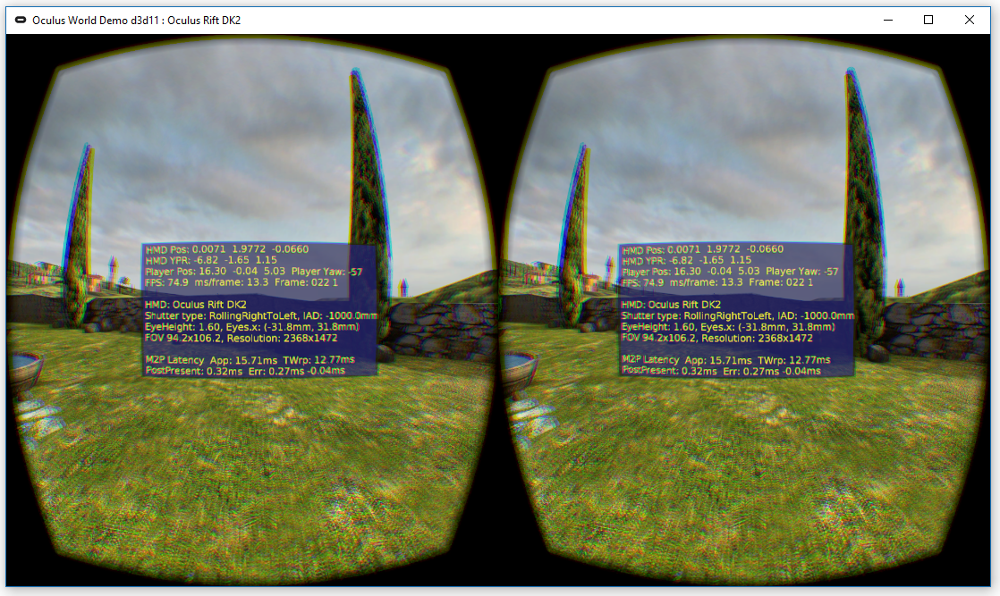 Oculus World Demo d3d11 : Oculus Rift DK2
HMD Pos: 0.0071 1.9772 -0.0660
HMD YPR: -6.82 -1.65 1.15
Player Pos: 16.30 -0.04 5.03 Player Yaw: -57
FPS: 74.9 ms/frame: 13.3 Frame: 022 1
HMD: Oculus Rift DK2
Shutter type: RollingRightToLeft, IAD: -1000.0mm
EyeHeight: 1.60, Eyes.x: (-31.8mm, 31.8mm)
FOV 94.2x106.2, Resolution: 2368x1472
M2P Latency App: 15.71ms TWrp: 12.77ms
PostPresent: 0.32ms Err: 0.27ms -0.04ms
HMD Pos: 0.0071 1.9772 -0.0660
HMD YPR: -6.82 -1.65 1.15
Player Pos: 16.30 -0.04 5.03 Player Yaw: -57
FPS: 74.9 ms/frame: 13.3 Frame: 022 1
HMD: Oculus Rift DK2
Shutter type: RollingRightToLeft, IAD: -1000.0mm
EyeHeight: 1.60, Eyes.x: (-31.8mm, 31.8mm)
FOV 94.2x106.2, Resolution: 2368x1472
M2P Latency App: 15.71ms TWrp: 12.77ms
PostPresent: 0.32ms Err: 0.27ms -0.04ms